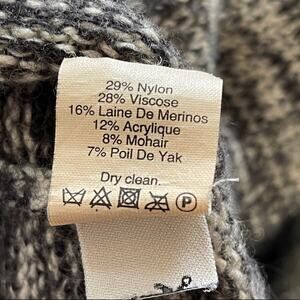 29% Nylon
28% Viscose
16% Laine De Merinos
12% Acrylique
8% Mohair
7% Poil De Yak
Dry clean.
P